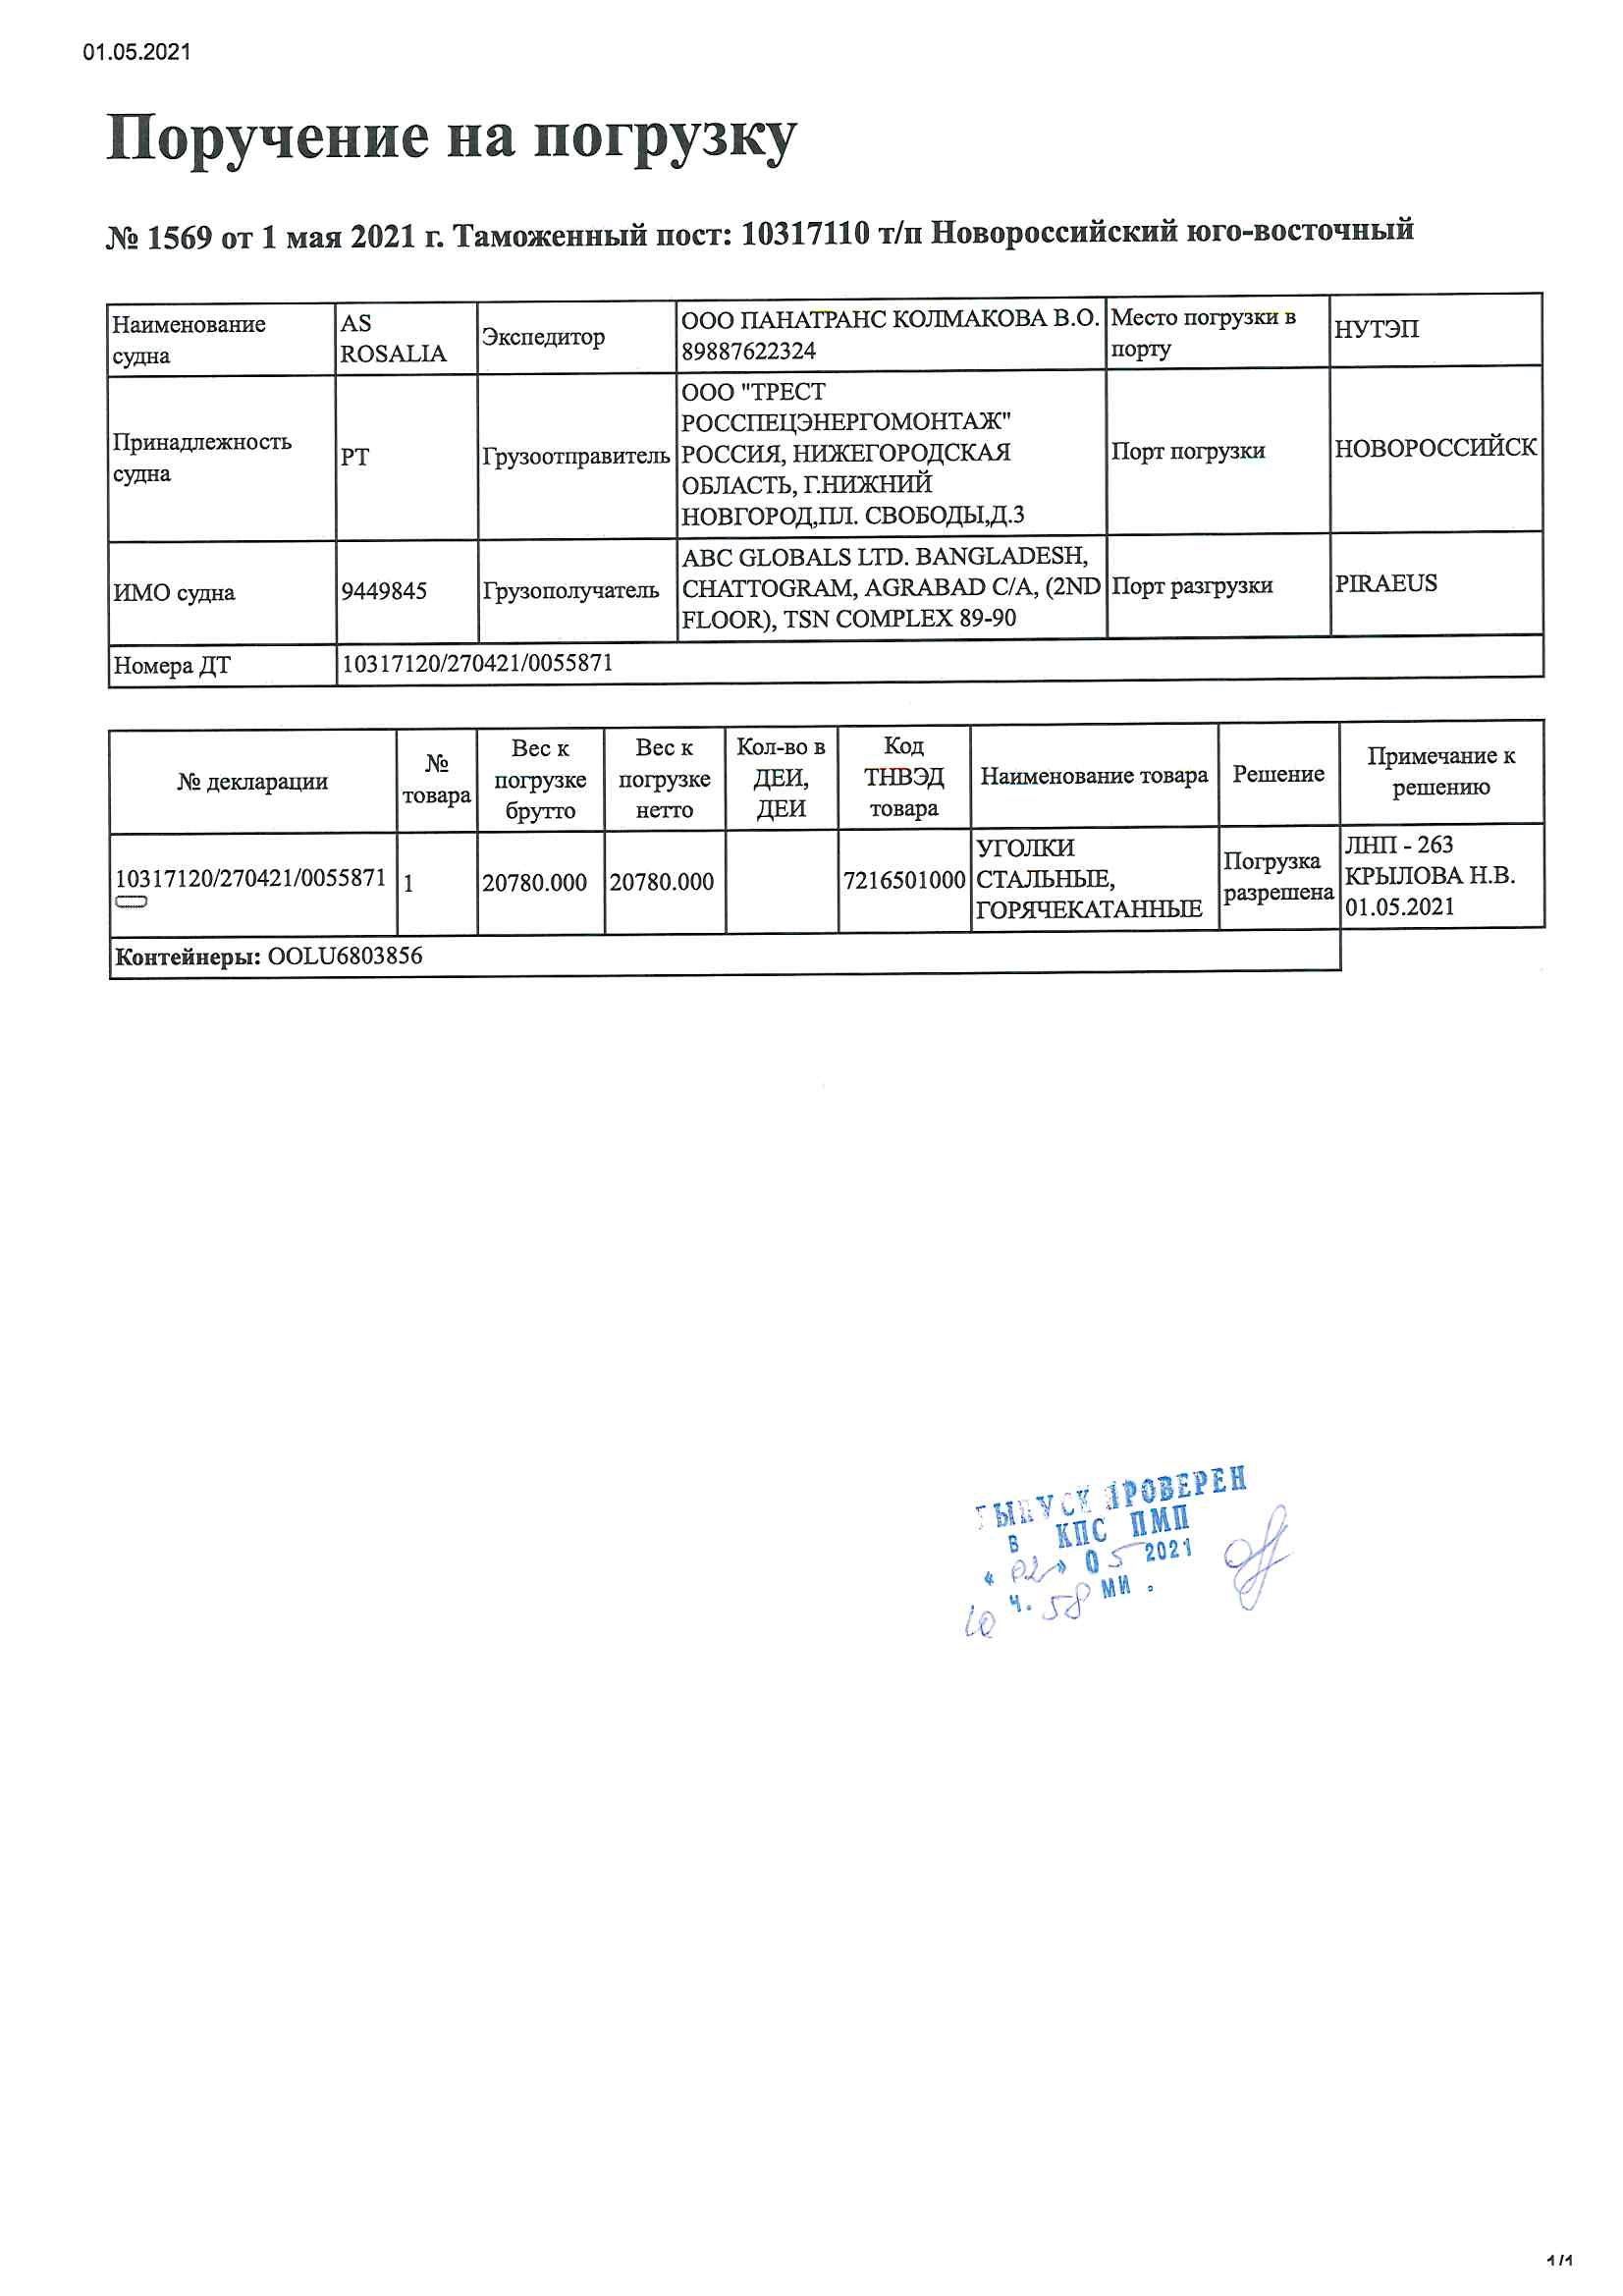 01.05.2021
Поручение на погрузку
№ 1569 от 1 мая 2021 г. Таможенный пост: 10317110 т/п Новороссийский юго-восточный
Наименование судна
AS ROSALIA
Экспедитор
ООО ПАНАТРАНС КОЛМАКОВА В.О.
89887622324
Место погрузки в порту
НУТЭП
Принадлежность судна
PT
Грузоотправитель
ООО "ТРЕСТ
РОССПЕЦЭНЕРГОМОНТАЖ"
РОССИЯ, НИЖЕГОРОДСКАЯ
ОБЛАСТЬ, Г.НИЖНИЙ
НОВГОРОД,ПЛ. СВОБОДЫ,Д.3
Порт погрузки
НОВОРОССИЙСК
ИМО судна
9449845
Грузополучатель
ABC GLOBALS LTD. BANGLADESH,
CHATTOGRAM, AGRABAD C/A, (2ND
FLOOR), TSN COMPLEX 89-90
Порт разгрузки
PIRAEUS
Номера ДТ
10317120/270421/0055871
№ декларации
№ товара
Вес к погрузке брутто
Вес к погрузке нетто
Кол-во в ДЕИ, ДЕИ
Код ТНВЭД товара
Наименование товара
Решение
Примечание к решению
10317120/270421/0055871
1
20780.000
20780.000
7216501000
УГОЛКИ
СТАЛЬНЫЕ,
ГОРЯЧЕКАТАННЫЕ
Погрузка
разрешена
ЛНП - 263
КРЫЛОВА Н.В.
01.05.2021
Контейнеры: OOLU6803856
ВЫПУСК ПРОВЕРЕН
В КПС ПМП
« 02 » 05 2021
10 ч. 58 МИ .
1/1